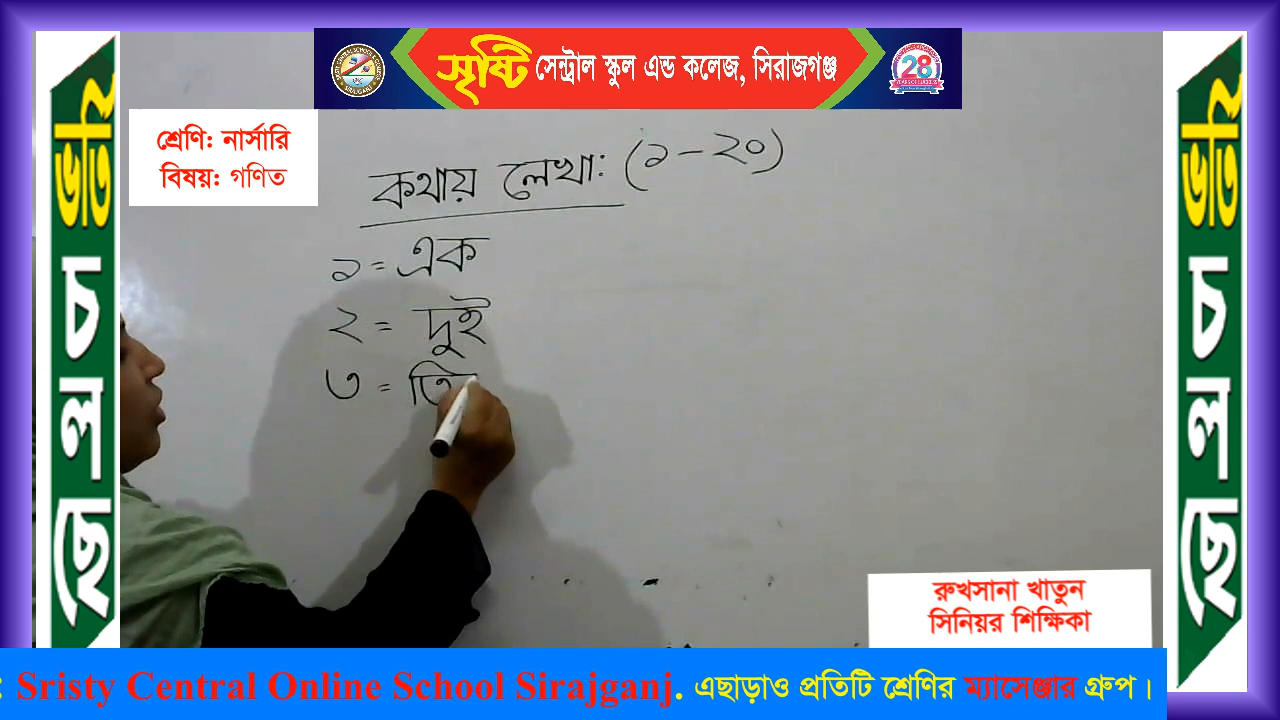 সৃষ্টি সেন্ট্রাল স্কুল এন্ড কলেজ, সিরাজগঞ্জ
28
শ্রেণি: নার্সারি
বিষয়: গণিত
কথায় লেখা: (১-২০)
১ = এক
২ = দুই
৩ = তি
ভর্তি চলছে
ভর্তি চলছে
রুখসানা খাতুন
সিনিয়র শিক্ষিকা
: Sristy Central Online School Sirajganj. এছাড়াও প্রতিটি শ্রেণির ম্যাসেঞ্জার গ্রুপ।